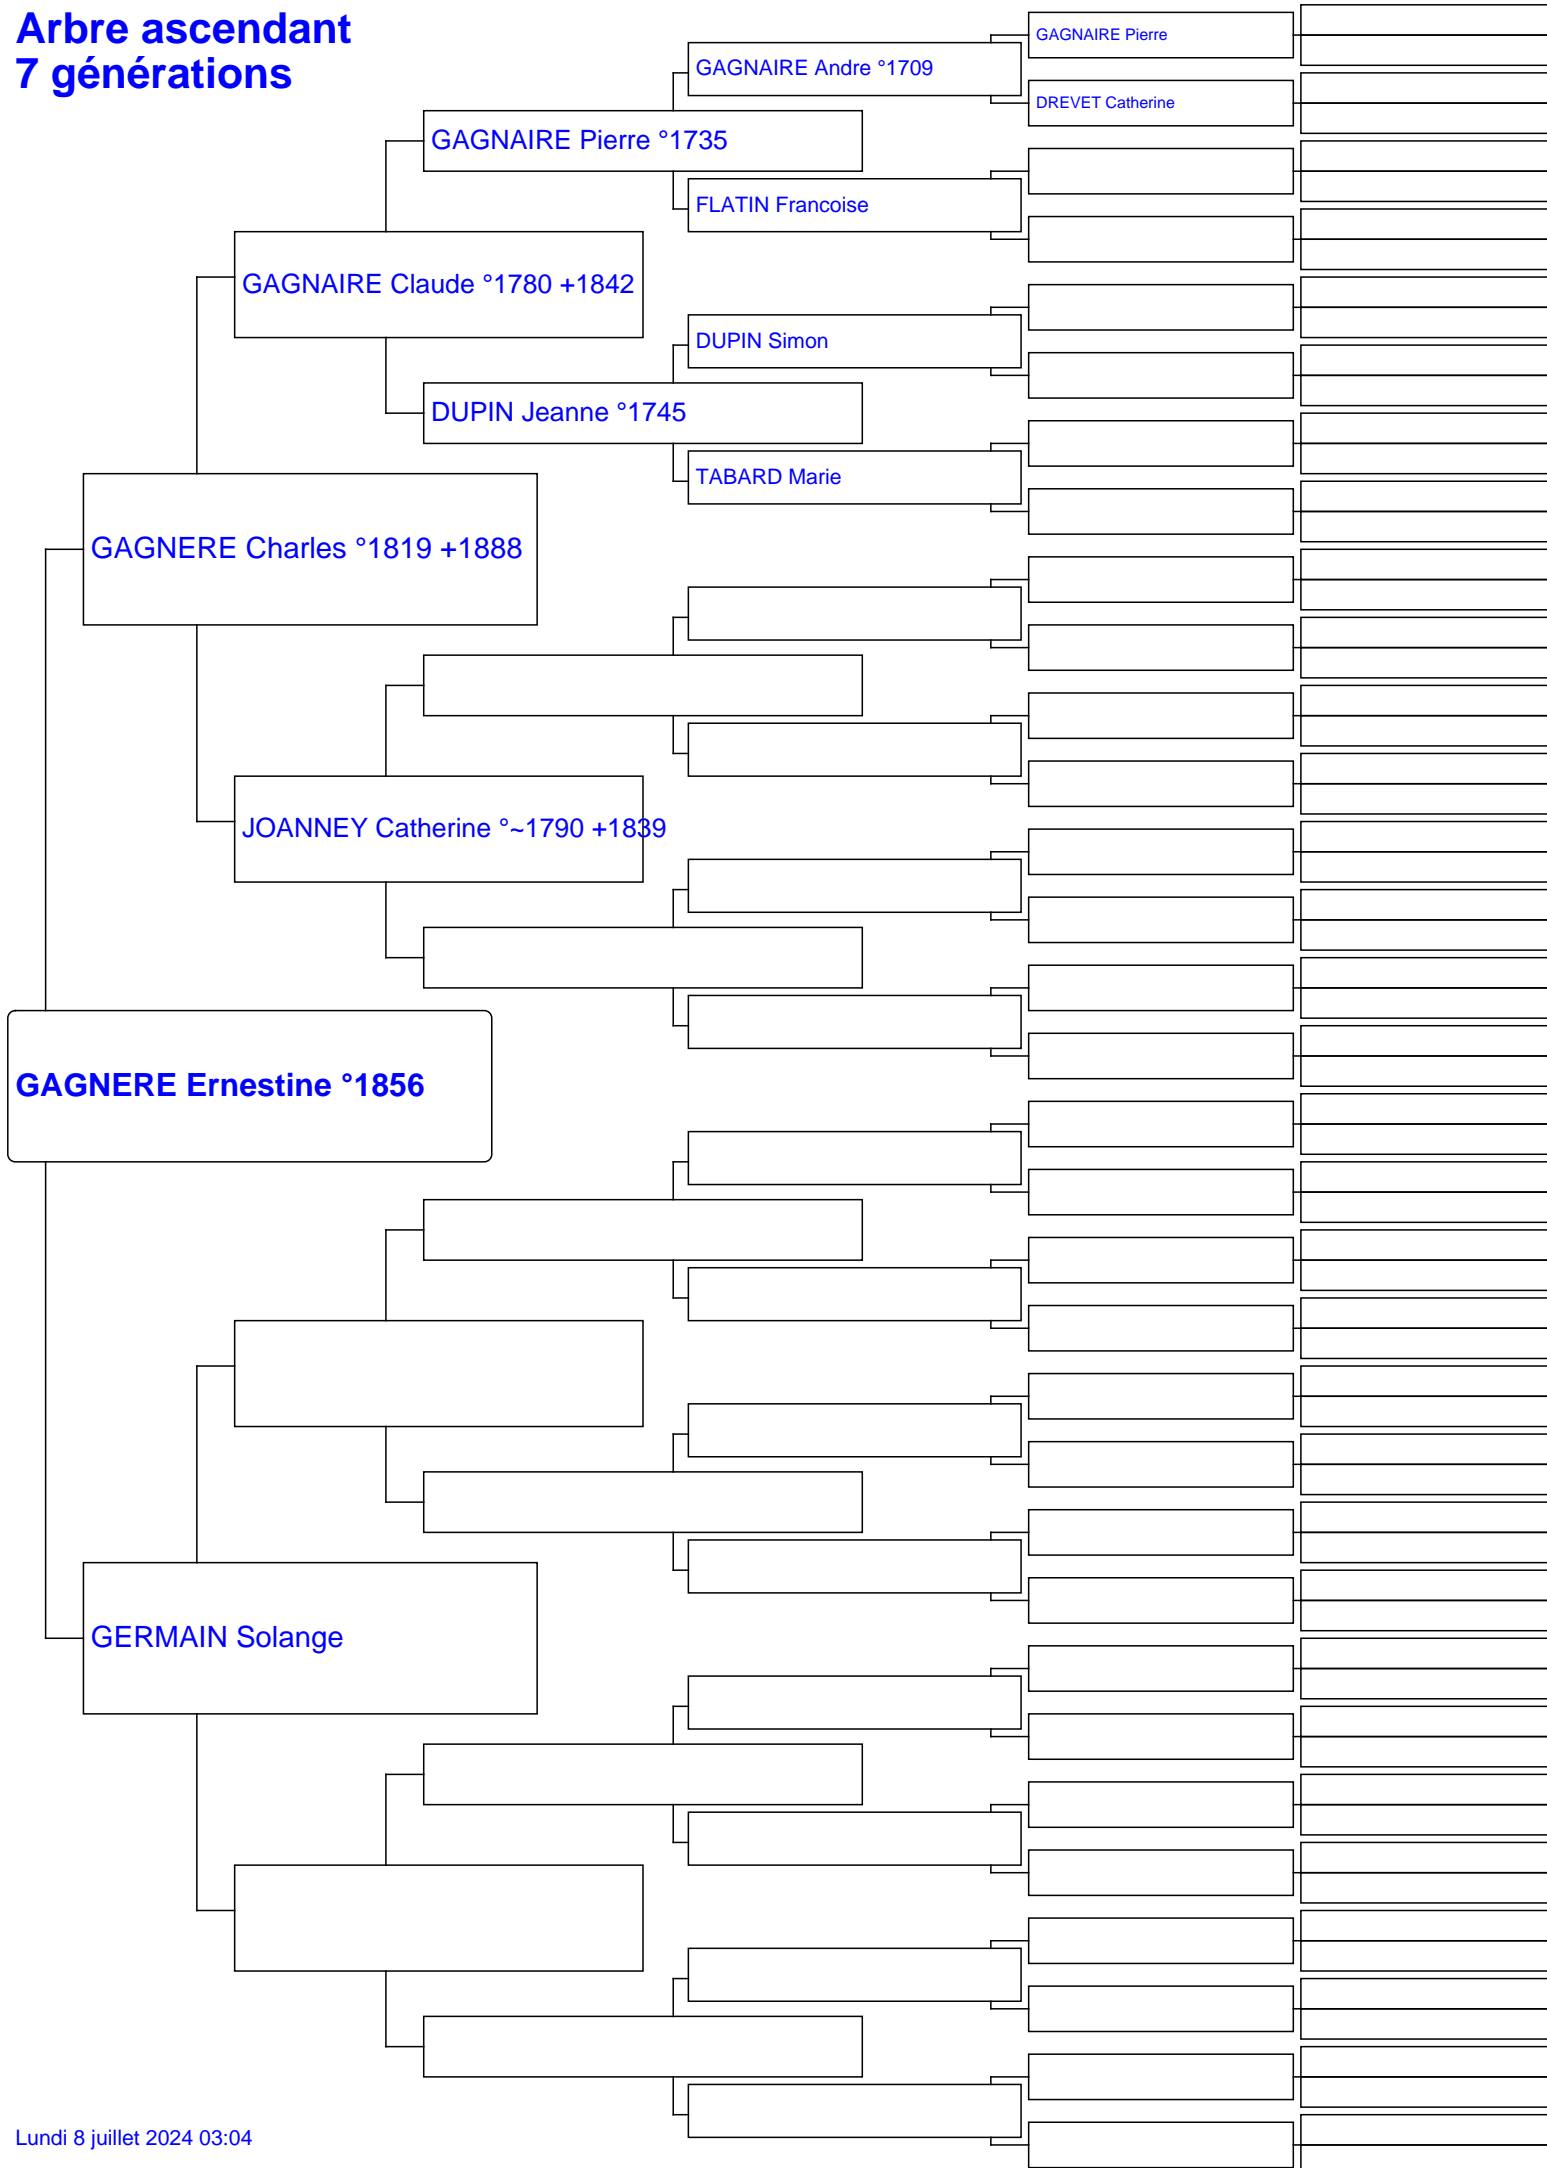 Arbre ascendant
7 générations
GAGNAIRE Pierre
GAGNAIRE Andre °1709
DREVET Catherine
GAGNAIRE Pierre °1735
FLATIN Francoise
GAGNAIRE Claude °1780 +1842
DUPIN Simon
DUPIN Jeanne °1745
TABARD Marie
GAGNERE Charles °1819 +1888
JOANNEY Catherine °~1790 +1839
GAGNERE Ernestine °1856
GERMAIN Solange
Lundi 8 juillet 2024 03:04